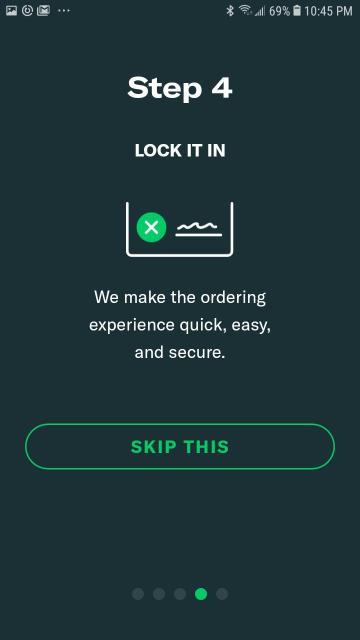 69% 10:45 PM
Step 4
LOCK IT IN
We make the ordering
experience quick, easy,
and secure.
SKIP THIS